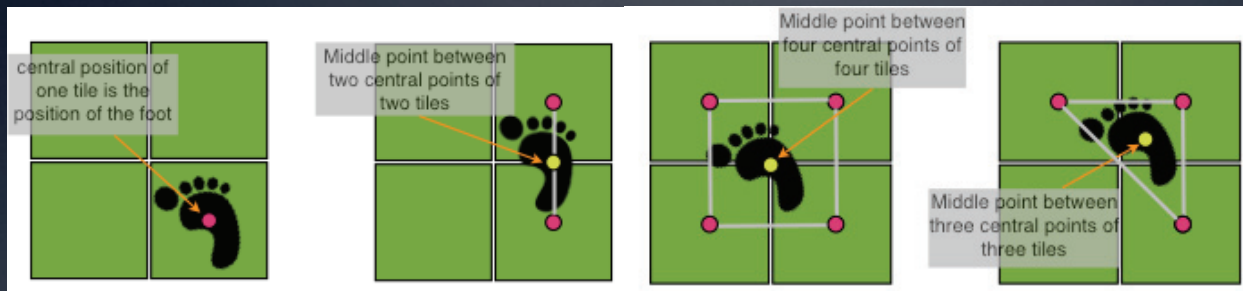 central position of
one tile is the
position of the foot
Middle point between
two central points of
two tiles
Middle point between
four central points of
four tiles
Middle point between
three central points of
three tiles